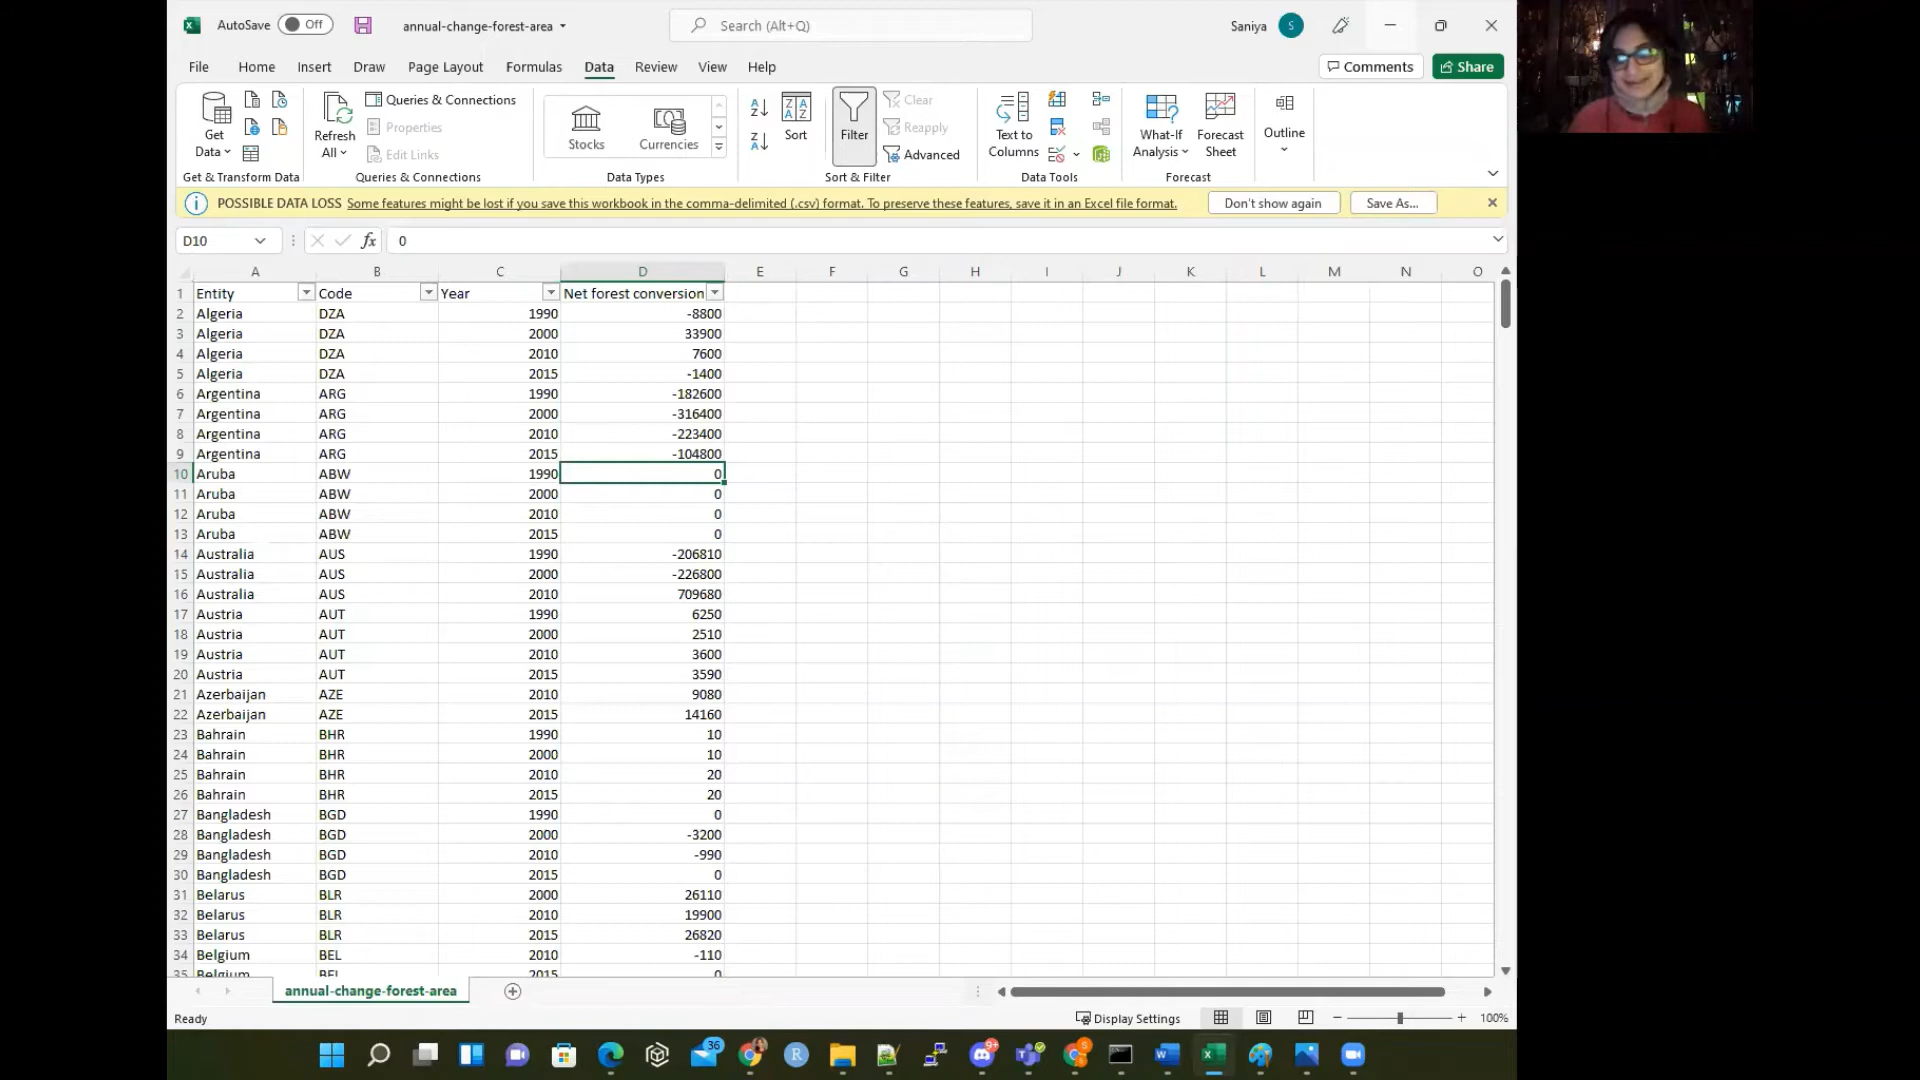 AutoSave Off annual-change-forest-area Search (Alt+Q) Saniya S
File Home Insert Draw Page Layout Formulas Data Review View Help Comments Share
Get Data Refresh All Queries & Connections Properties Edit Links Stocks Currencies Sort Filter Clear Reapply Advanced Text to Columns What-If Analysis Forecast Sheet Outline
Get & Transform Data Queries & Connections Data Types Sort & Filter Data Tools Forecast
POSSIBLE DATA LOSS Some features might be lost if you save this workbook in the comma-delimited (.csv) format. To preserve these features, save it in an Excel file format. Don't show again Save As...
D10 fx 0
A B C D E F G H I J K L M N O
1 Entity Code Year Net forest conversion
2 Algeria DZA 1990 -8800
3 Algeria DZA 2000 33900
4 Algeria DZA 2010 7600
5 Algeria DZA 2015 -1400
6 Argentina ARG 1990 -182600
7 Argentina ARG 2000 -316400
8 Argentina ARG 2010 -223400
9 Argentina ARG 2015 -104800
10 Aruba ABW 1990 0
11 Aruba ABW 2000 0
12 Aruba ABW 2010 0
13 Aruba ABW 2015 0
14 Australia AUS 1990 -206810
15 Australia AUS 2000 -226800
16 Australia AUS 2010 709680
17 Austria AUT 1990 6250
18 Austria AUT 2000 2510
19 Austria AUT 2010 3600
20 Austria AUT 2015 3590
21 Azerbaijan AZE 2010 9080
22 Azerbaijan AZE 2015 14160
23 Bahrain BHR 1990 10
24 Bahrain BHR 2000 10
25 Bahrain BHR 2010 20
26 Bahrain BHR 2015 20
27 Bangladesh BGD 1990 0
28 Bangladesh BGD 2000 -3200
29 Bangladesh BGD 2010 -990
30 Bangladesh BGD 2015 0
31 Belarus BLR 2000 26110
32 Belarus BLR 2010 19900
33 Belarus BLR 2015 26820
34 Belgium BEL 2010 -110
35 Belgium BEL 2015 0
annual-change-forest-area
Ready Display Settings 100%
36